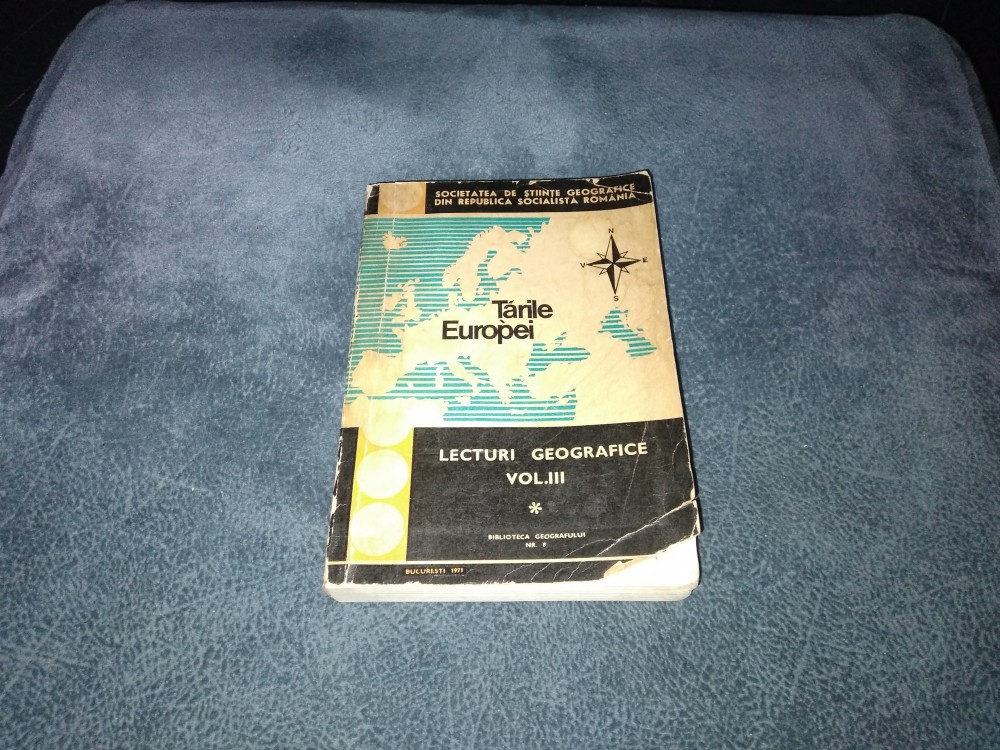 SOCIETATEA DE ȘTIINȚE GEOGRAFICE
DIN REPUBLICA SOCIALISTĂ ROMÂNIA
N
V E
S
Țările
Europei
LECTURI GEOGRAFICE
VOL.III
*
BIBLIOTECA GEOGRAFULUI
NR. 8
BUCUREȘTI 1971